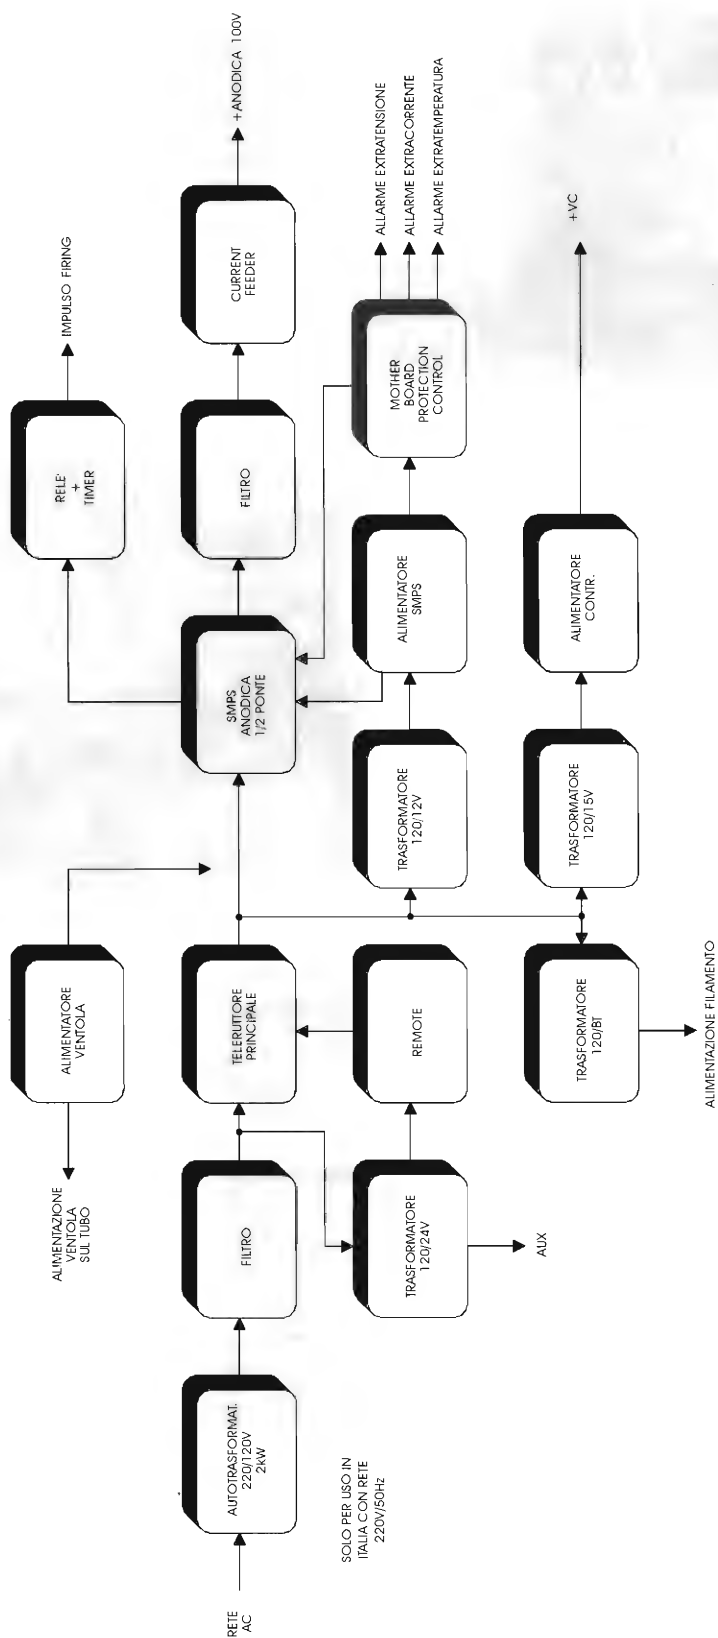 RETE
AC
AUTOTRASFORMAT.
220/120V
2kW
SOLO PER USO IN
ITALIA CON RETE
220V/50Hz
FILTRO
TRASFORMATORE
120/24V
AUX
ALIMENTAZIONE
VENTOLA
SUL TUBO
ALIMENTATORE
VENTOLA
TELERUTTORE
PRINCIPALE
REMOTE
TRASFORMATORE
120/BT
ALIMENTAZIONE FILAMENTO
SMPS
ANODICA
1/2 PONTE
TRASFORMATORE
120/12V
TRASFORMATORE
120/15V
RELE'
+
TIMER
IMPULSO FIRING
FILTRO
ALIMENTATORE
SMPS
ALIMENTATORE
CONTR.
CURRENT
FEEDER
+ANODICA 100V
MOTHER
BOARD
PROTECTION
CONTROL
ALLARME EXTRATENSIONE
ALLARME EXTRACORRENTE
ALLARME EXTRATEMPERATURA
+VC